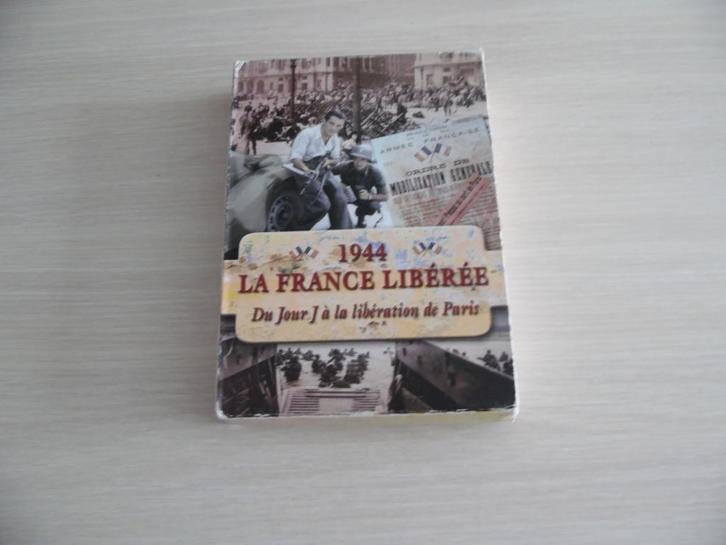 ARMÉE FRANÇAISE
ORDRE DE
MOBILISATION GÉNÉRALE
1944
LA FRANCE LIBÉRÉE
Du Jour J à la libération de Paris